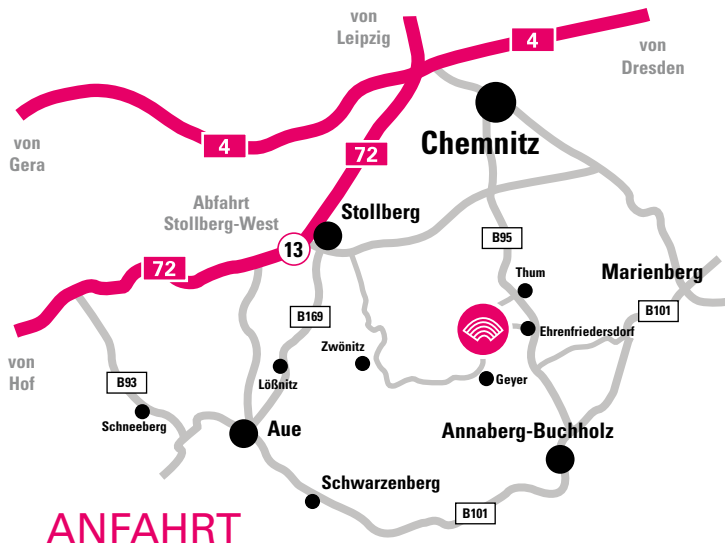 von
Leipzig
4
von
Dresden
Chemnitz
von
Gera
4
72
Abfahrt
Stollberg-West
Stollberg
13
B95
72
Thum
Marienberg
B169
B101
Ehrenfriedersdorf
Zwönitz
von
Hof
Lößnitz
B93
Geyer
Schneeberg
Aue
Annaberg-Buchholz
Schwarzenberg
B101
ANFAHRT